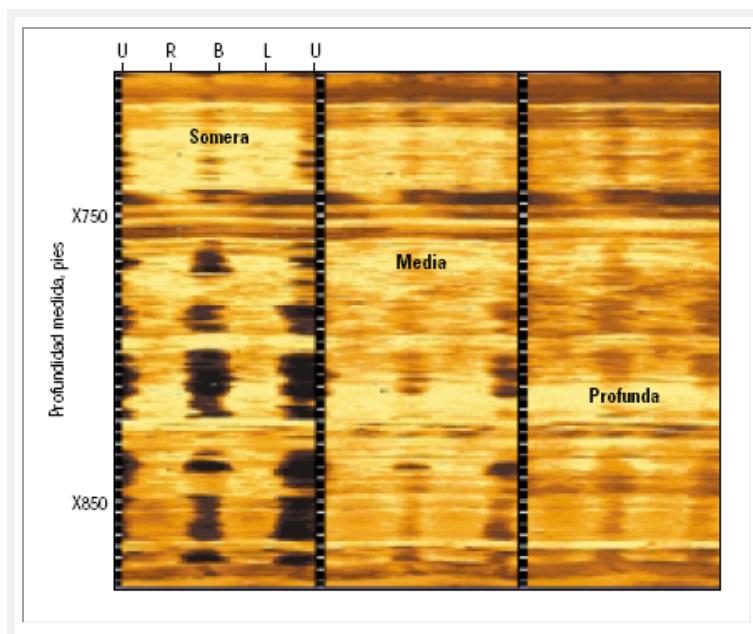 U R B L U
Somera
X750
Media
Profundidad medida, pies
Profunda
X850